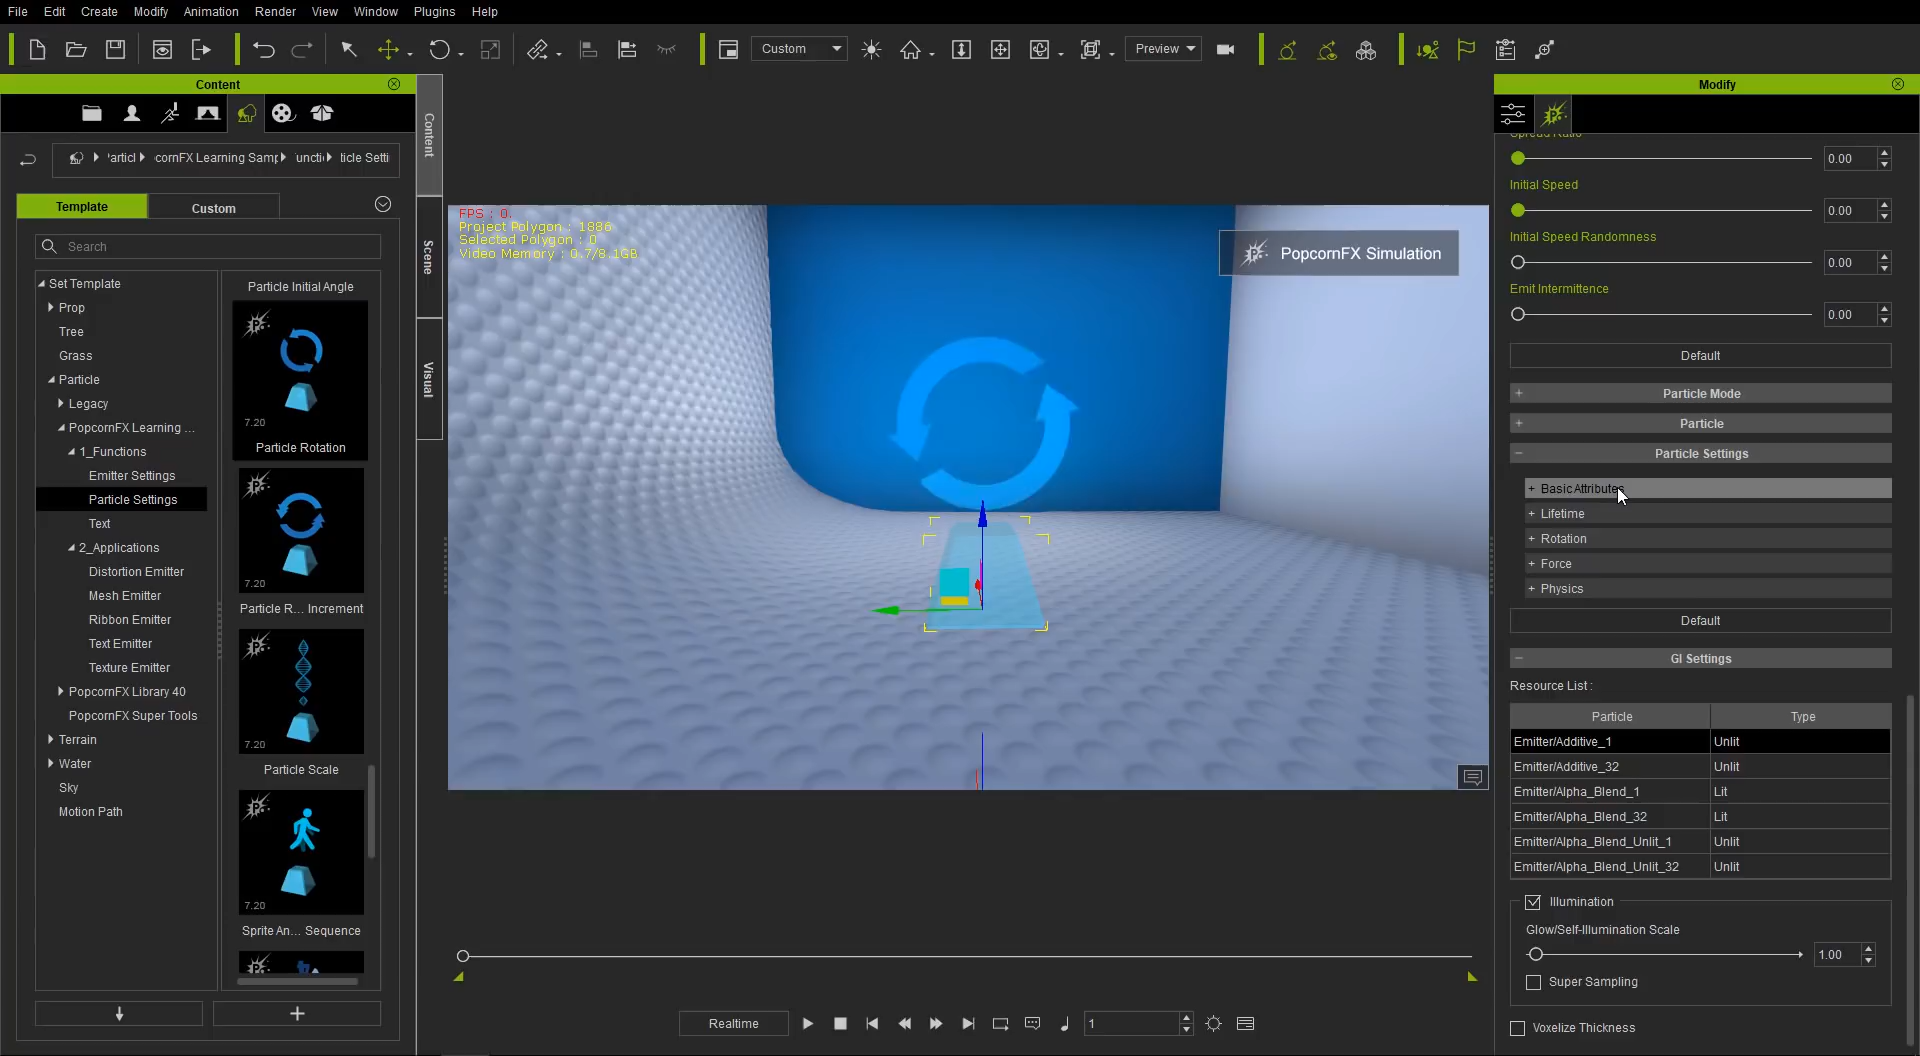 File Edit Create Modify Animation Render View Window Plugins Help
Custom
Preview
Content
Modify
'articl
cornFX Learning Samp
uncti
ticle Setti
Template
Custom
Search
Set Template
Prop
Tree
Grass
Particle
Legacy
PopcornFX Learning ...
1_Functions
Emitter Settings
Particle Settings
Text
2_Applications
Distortion Emitter
Mesh Emitter
Ribbon Emitter
Text Emitter
Texture Emitter
PopcornFX Library 40
PopcornFX Super Tools
Terrain
Water
Sky
Motion Path
Particle Initial Angle
7.20
Particle Rotation
7.20
Particle R... Increment
7.20
Particle Scale
7.20
Sprite An... Sequence
Content
Scene
Visual
FPS : 0.
Project Polygon : 1886
Selected Polygon : 0
Video Memory : 0.7/8.1GB
PopcornFX Simulation
Realtime
1
Spread Ratio
0.00
Initial Speed
0.00
Initial Speed Randomness
0.00
Emit Intermittence
0.00
Default
+ Particle Mode
+ Particle
− Particle Settings
+ Basic Attributes
+ Lifetime
+ Rotation
+ Force
+ Physics
Default
− GI Settings
Resource List :
Particle Type
Emitter/Additive_1 Unlit
Emitter/Additive_32 Unlit
Emitter/Alpha_Blend_1 Lit
Emitter/Alpha_Blend_32 Lit
Emitter/Alpha_Blend_Unlit_1 Unlit
Emitter/Alpha_Blend_Unlit_32 Unlit
Illumination
Glow/Self-Illumination Scale
1.00
Super Sampling
Voxelize Thickness